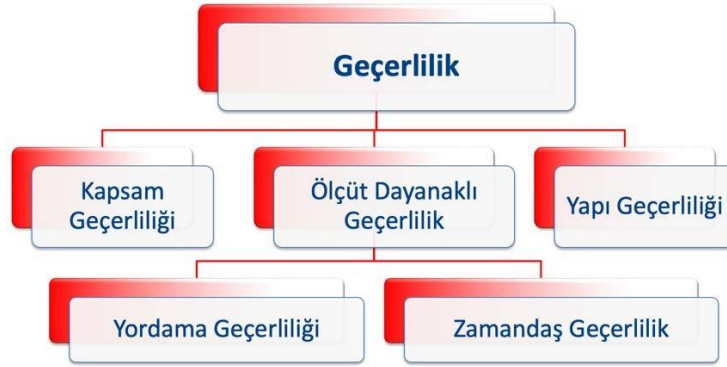 Geçerlilik
Kapsam
Geçerliliği
Ölçüt Dayanaklı
Geçerlilik
Yapı Geçerliliği
Yordama Geçerliliği
Zamandaş Geçerlilik